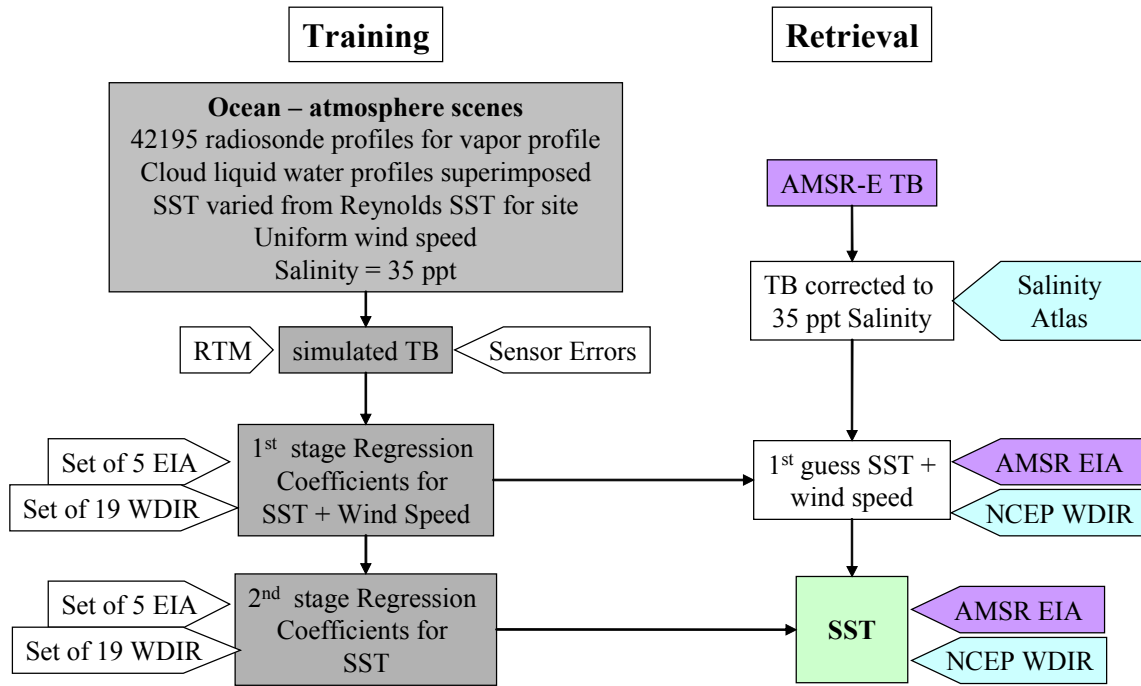 Training
Retrieval
Ocean – atmosphere scenes
42195 radiosonde profiles for vapor profile
Cloud liquid water profiles superimposed
SST varied from Reynolds SST for site
Uniform wind speed
Salinity = 35 ppt
AMSR-E TB
TB corrected to
35 ppt Salinity
Salinity
Atlas
RTM
simulated TB
Sensor Errors
Set of 5 EIA
Set of 19 WDIR
1st stage Regression
Coefficients for
SST + Wind Speed
1st guess SST +
wind speed
AMSR EIA
NCEP WDIR
Set of 5 EIA
Set of 19 WDIR
2nd stage Regression
Coefficients for
SST
SST
AMSR EIA
NCEP WDIR